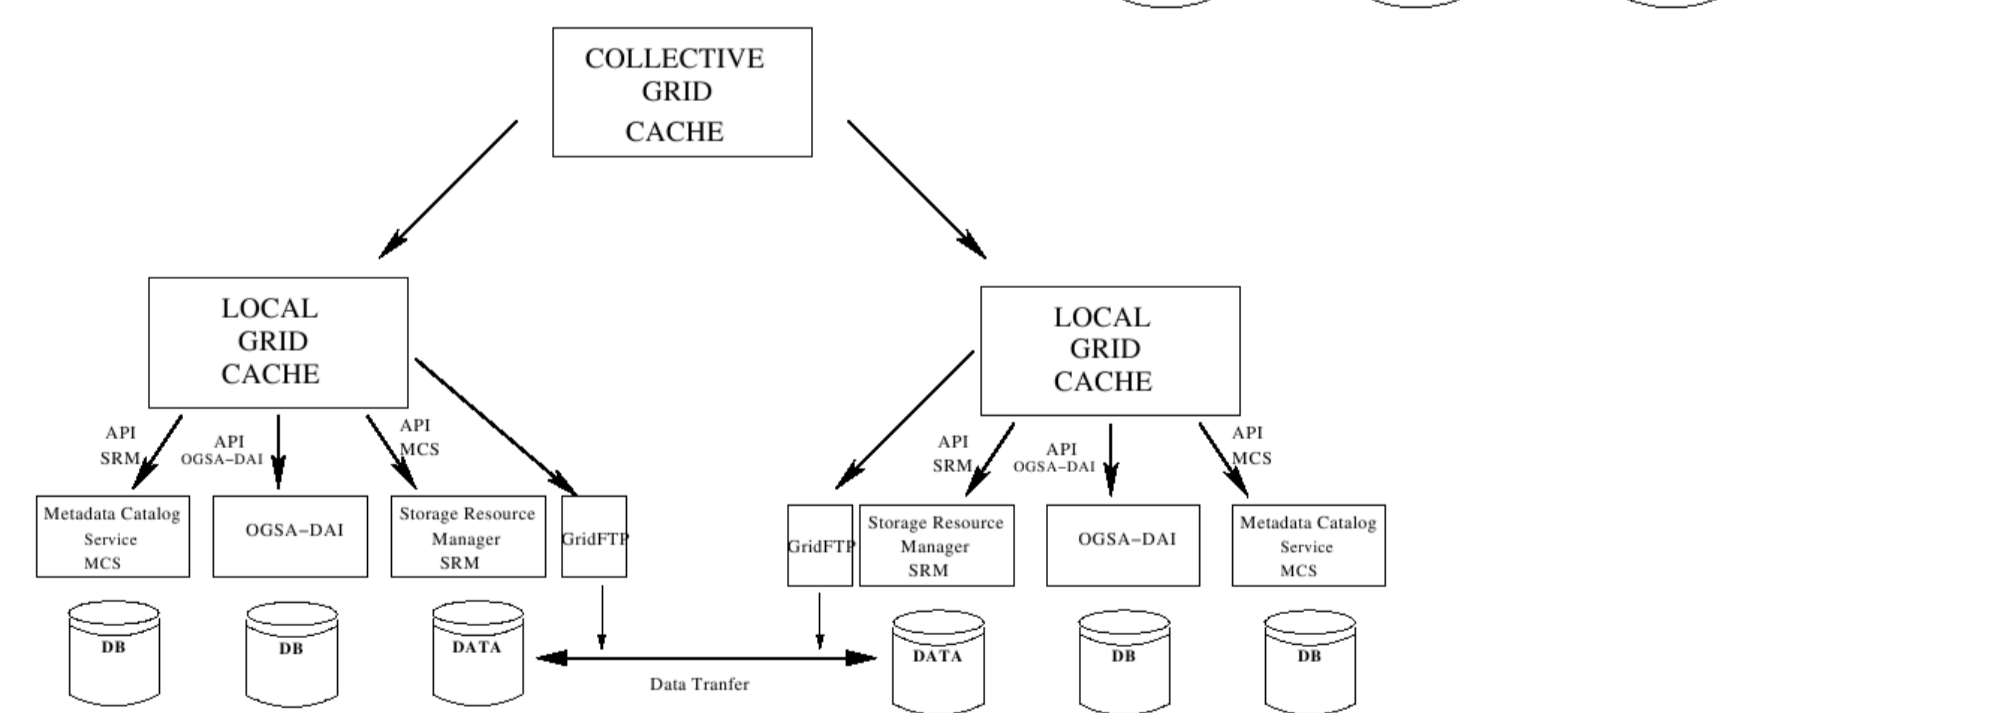 COLLECTIVE
GRID
CACHE
LOCAL
GRID
CACHE
LOCAL
GRID
CACHE
API
SRM
API
OGSA-DAI
API
MCS
API
SRM
API
OGSA-DAI
API
MCS
Metadata Catalog
Service
MCS
OGSA-DAI
Storage Resource
Manager
SRM
GridFTP
GridFTP
Storage Resource
Manager
SRM
OGSA-DAI
Metadata Catalog
Service
MCS
DB
DB
DATA
DATA
DB
DB
Data Tranfer